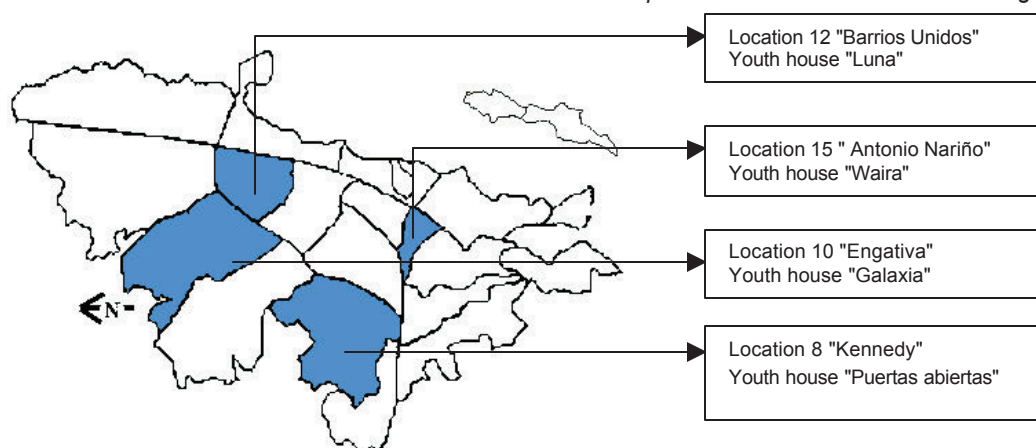 Location 12 "Barrios Unidos"
Youth house "Luna"
Location 15 " Antonio Nariño"
Youth house "Waira"
Location 10 "Engativa"
Youth house "Galaxia"
N
Location 8 "Kennedy"
Youth house "Puertas abiertas"